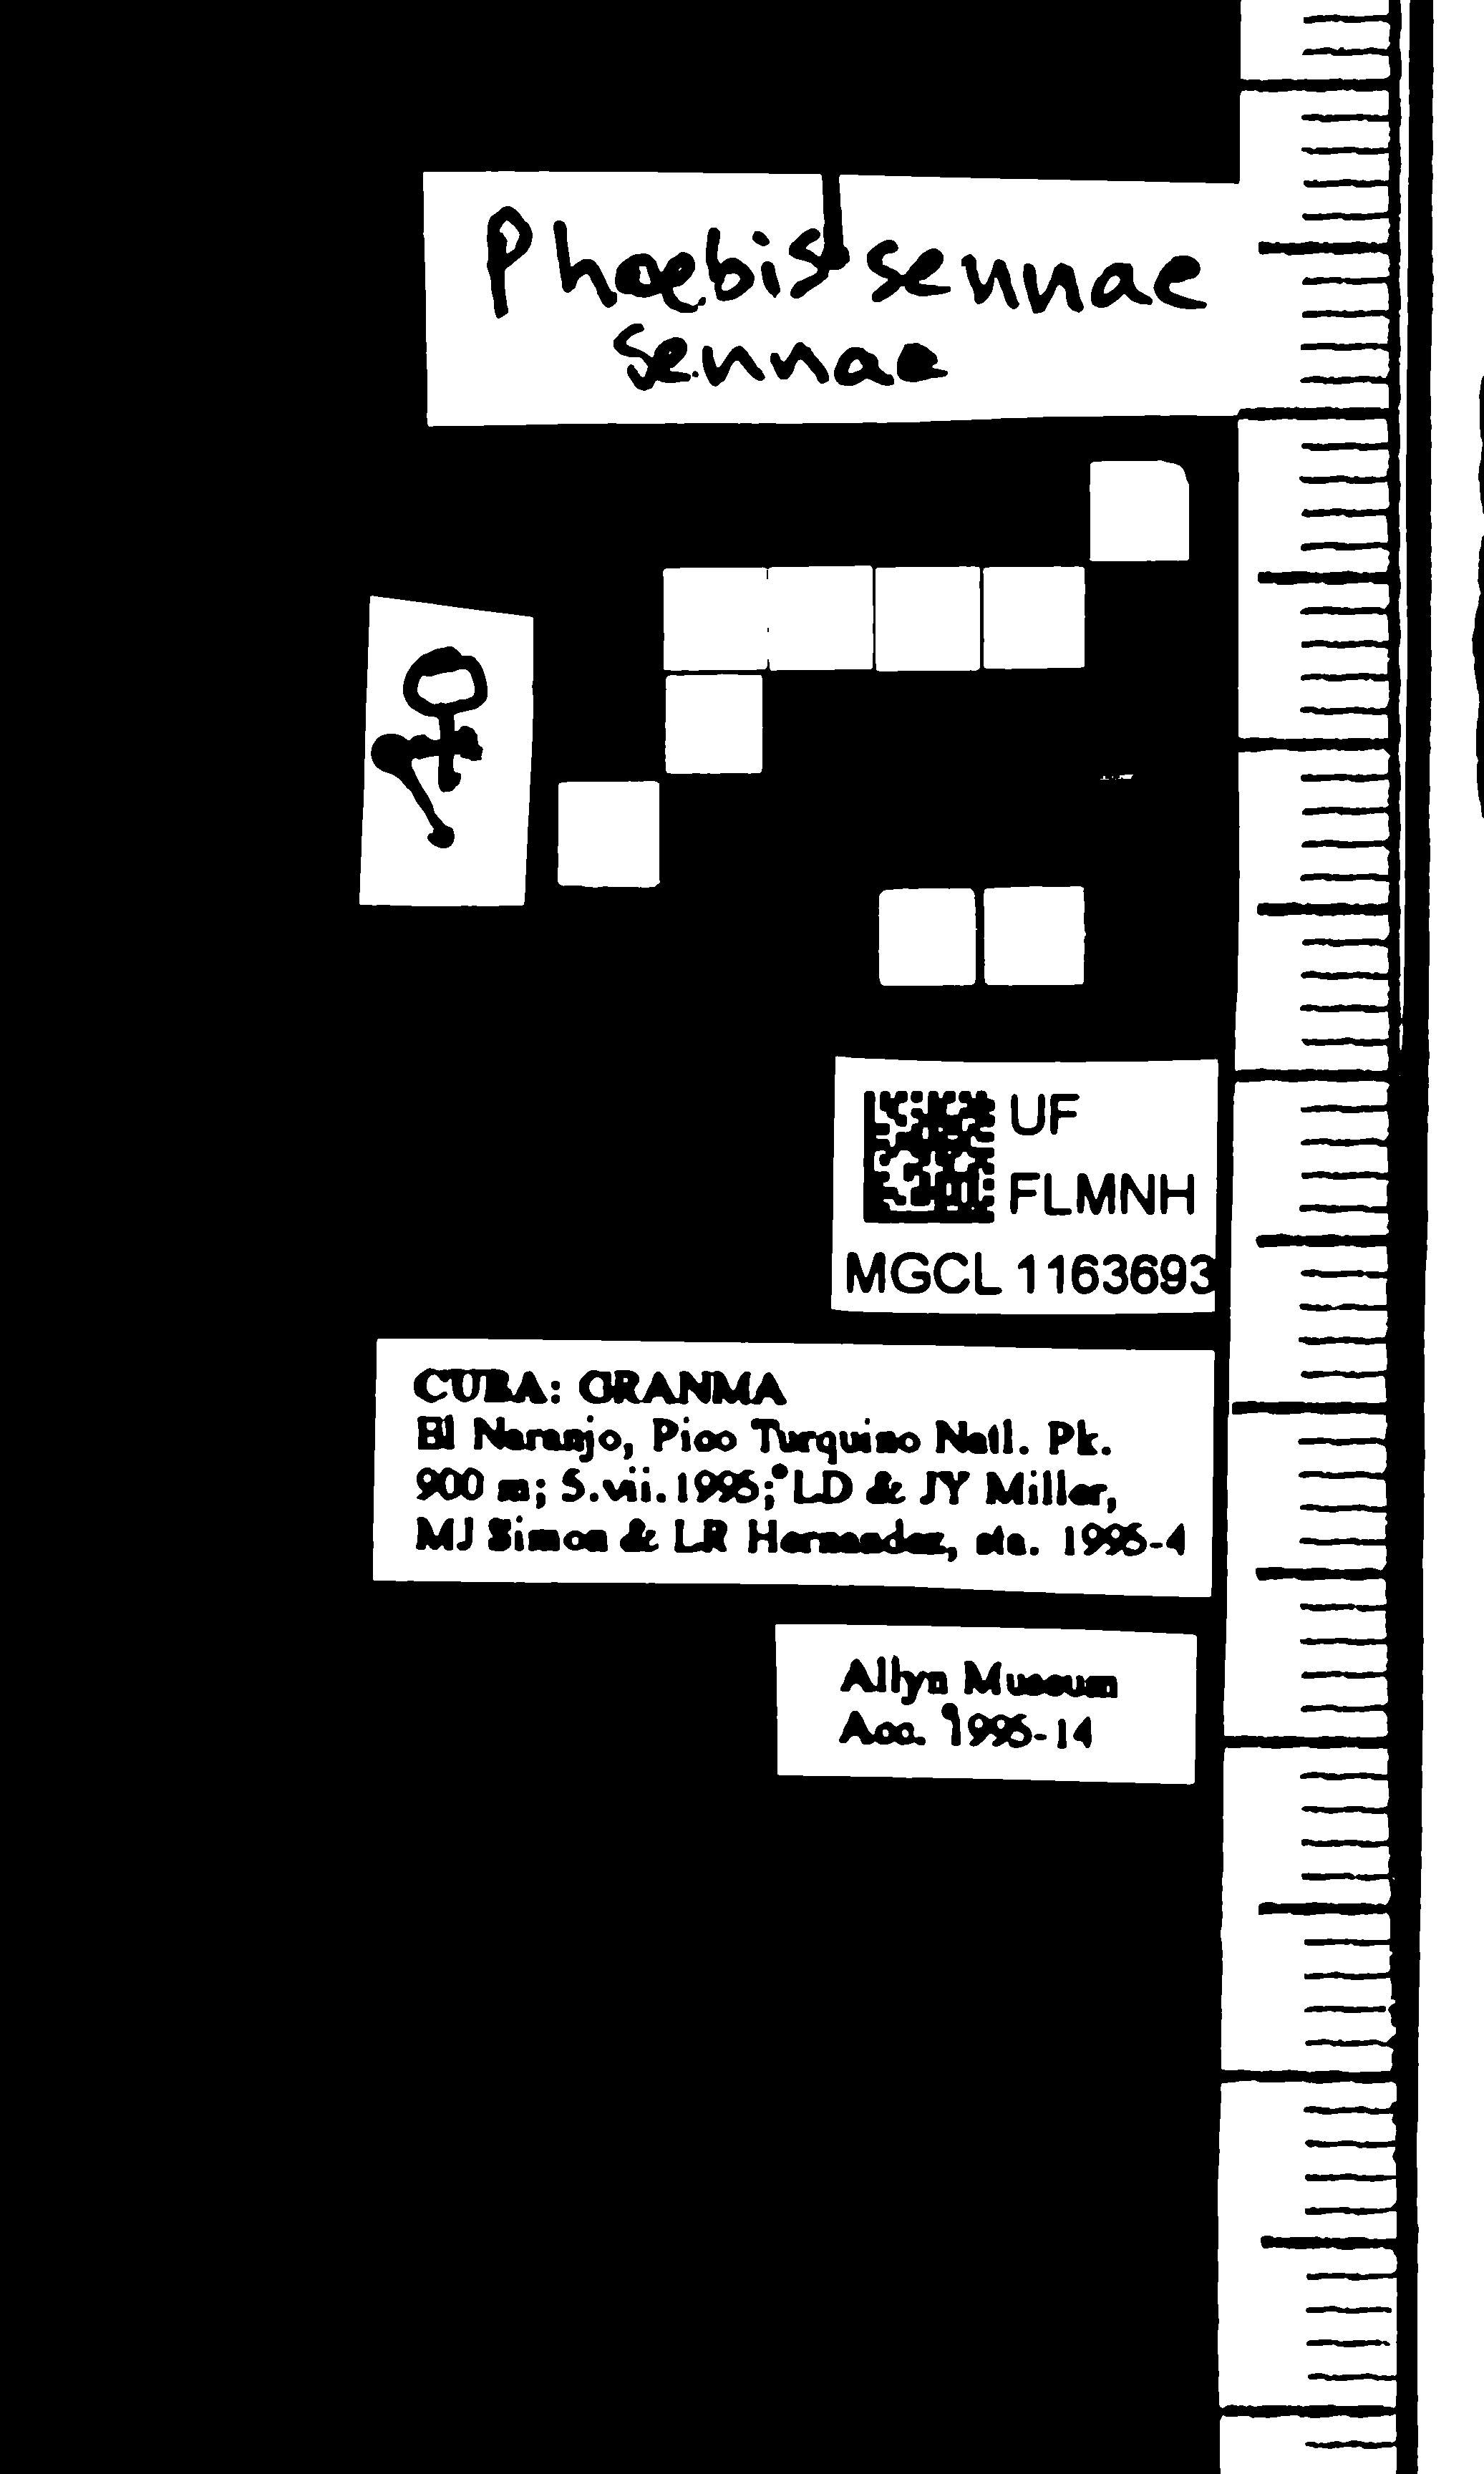 Phoebis sennae
sennae
♀
UF
FLMNH
MGCL 1163693
CUBA: GRANMA
El Naranjo, Pico Turquino Natl. Pk.
900 m; 5.vii.1995; LD & JY Miller,
MJ Simon & LR Hernandez, sta. 1995-4
Allyn Museum
Acc. 1995-14